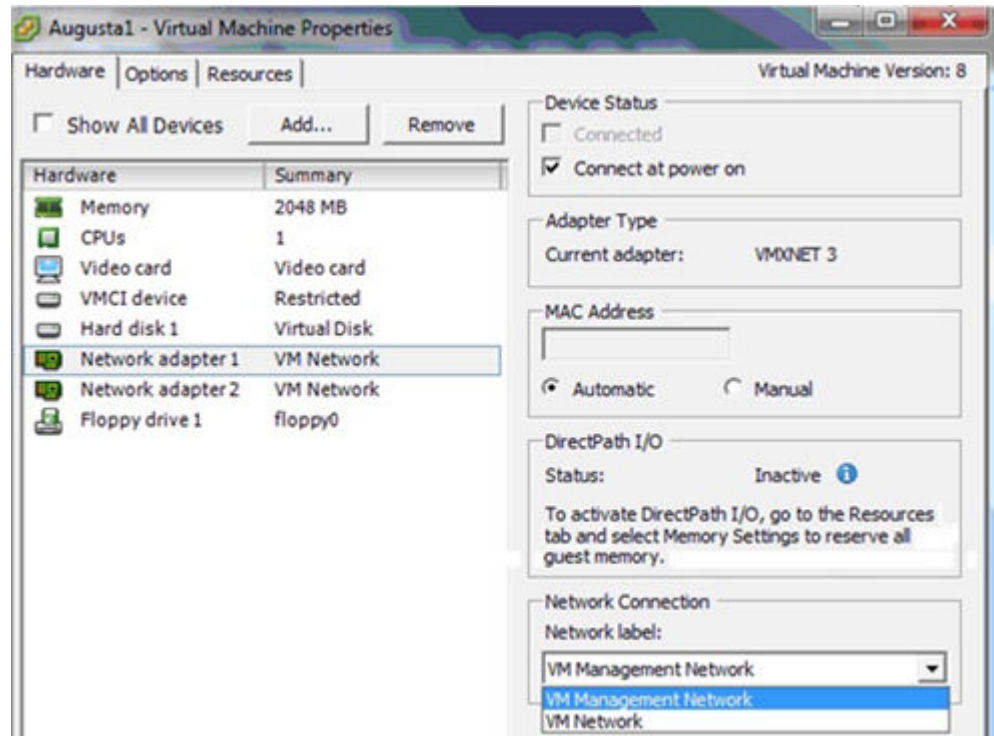 Augusta1 - Virtual Machine Properties
Hardware Options Resources Virtual Machine Version: 8
Show All Devices Add... Remove
Hardware Summary
Memory 2048 MB
CPUs 1
Video card Video card
VMCI device Restricted
Hard disk 1 Virtual Disk
Network adapter 1 VM Network
Network adapter 2 VM Network
Floppy drive 1 floppy0
Device Status
Connected
Connect at power on
Adapter Type
Current adapter: VMXNET 3
MAC Address
Automatic Manual
DirectPath I/O
Status: Inactive
To activate DirectPath I/O, go to the Resources
tab and select Memory Settings to reserve all
guest memory.
Network Connection
Network label:
VM Management Network
VM Management Network
VM Network